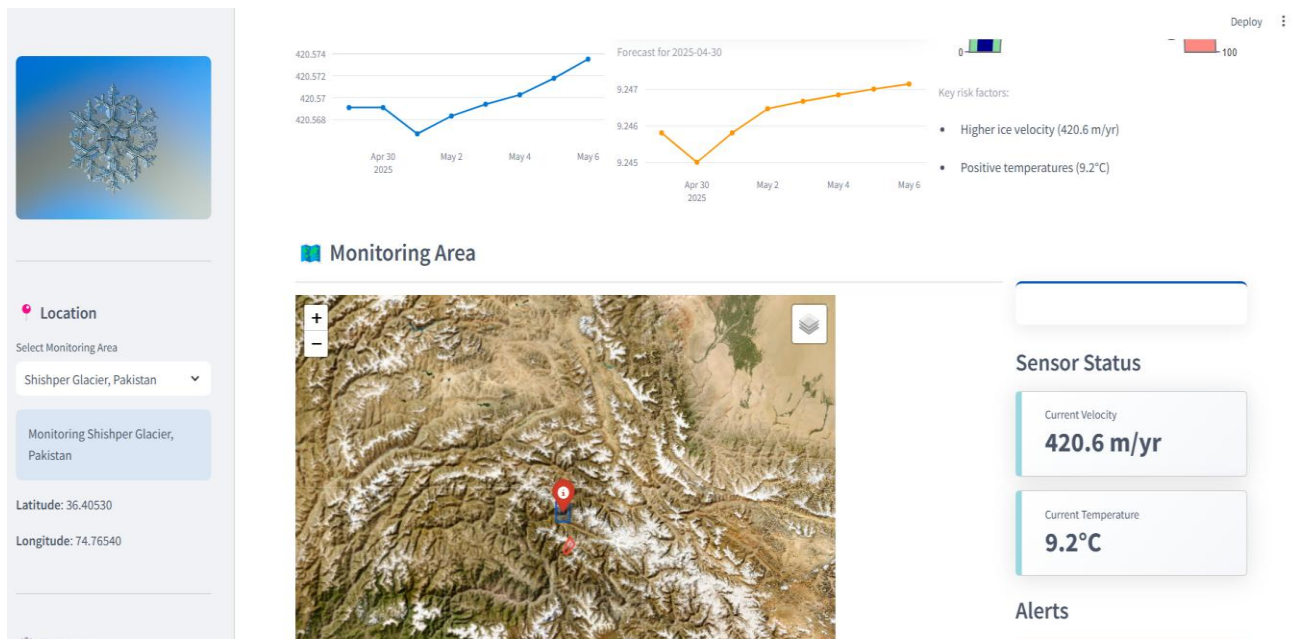 Deploy
420.574
420.572
420.57
420.568
Apr 30
2025
May 2
May 4
May 6
Forecast for 2025-04-30
9.247
9.246
9.245
Apr 30
2025
May 2
May 4
May 6
0
100
Key risk factors:
Higher ice velocity (420.6 m/yr)
Positive temperatures (9.2°C)
Location
Select Monitoring Area
Shishper Glacier, Pakistan
Monitoring Shishper Glacier,
Pakistan
Latitude: 36.40530
Longitude: 74.76540
Monitoring Area
+
−
i
Sensor Status
Current Velocity
420.6 m/yr
Current Temperature
9.2°C
Alerts